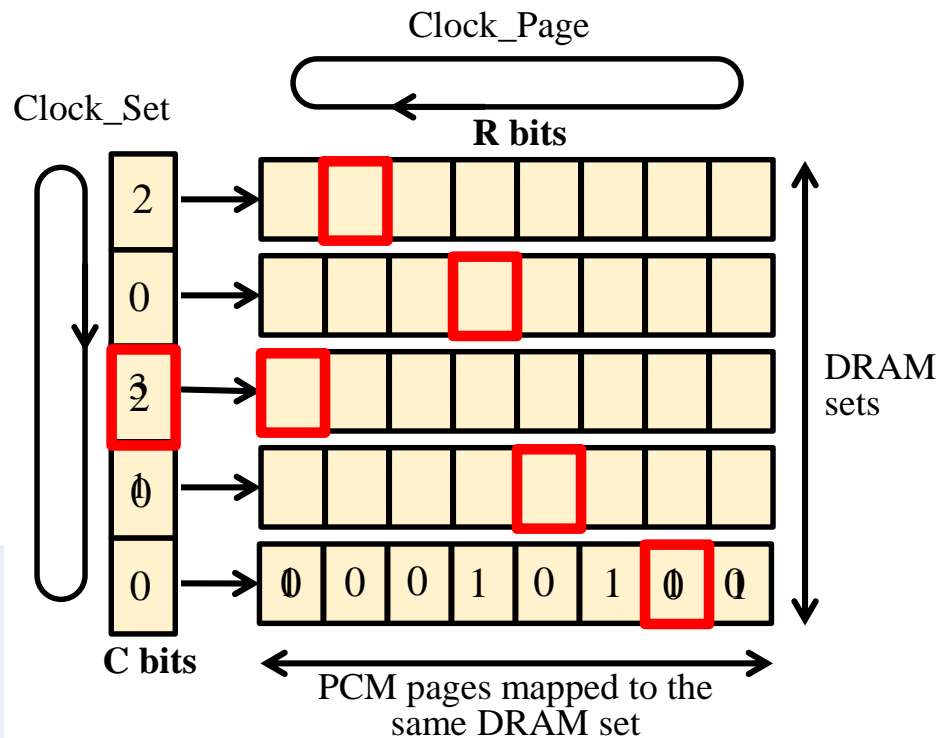 Clock_Page
Clock_Set
R bits
2
0
DRAM
sets
0
0 0 1 0 1
C bits
PCM pages mapped to the
same DRAM set